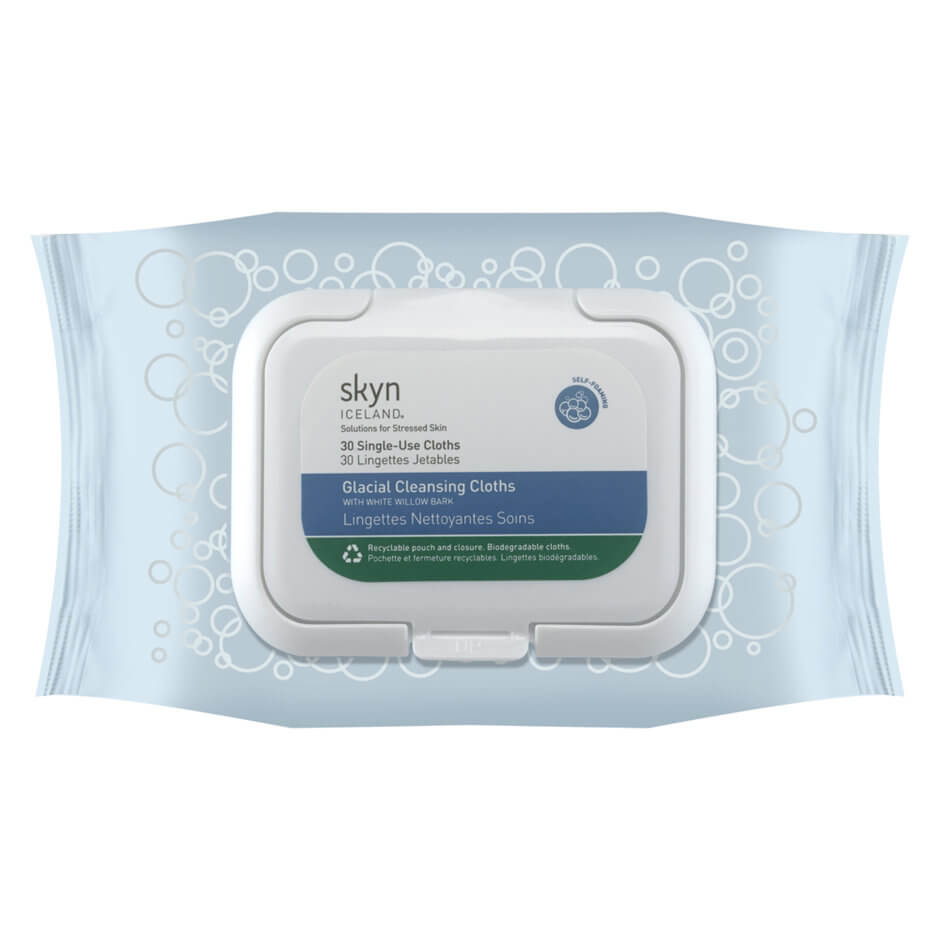 skyn
ICELAND®
Solutions for Stressed Skin
30 Single-Use Cloths
30 Lingettes Jetables
SELF-FOAMING
Glacial Cleansing Cloths
WITH WHITE WILLOW BARK
Lingettes Nettoyantes Soins
Recyclable pouch and closure. Biodegradable cloths.
Pochette et fermeture recyclables. Lingettes biodégradables.